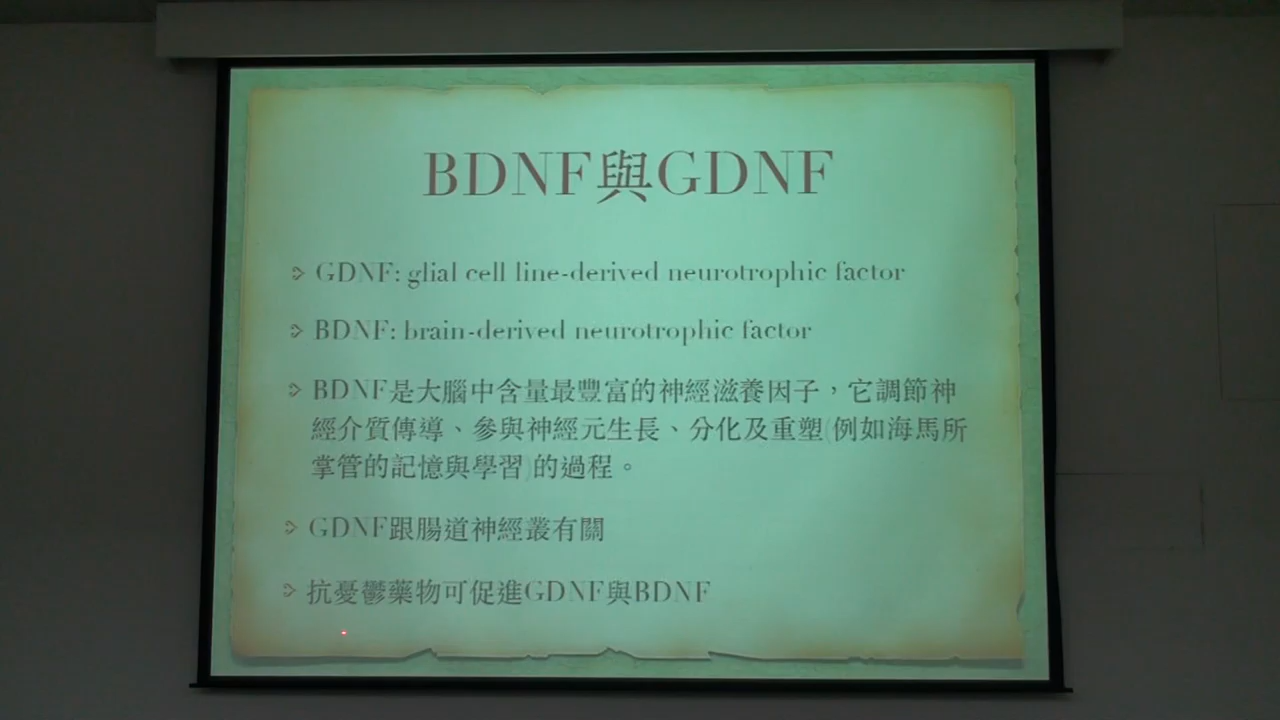 BDNF與GDNF
GDNF: glial cell line-derived neurotrophic factor
BDNF: brain-derived neurotrophic factor
BDNF是大腦中含量最豐富的神經滋養因子，它調節神
經介質傳導、參與神經元生長、分化及重塑(例如海馬所
掌管的記憶與學習)的過程。
GDNF跟腸道神經叢有關
抗憂鬱藥物可促進GDNF與BDNF